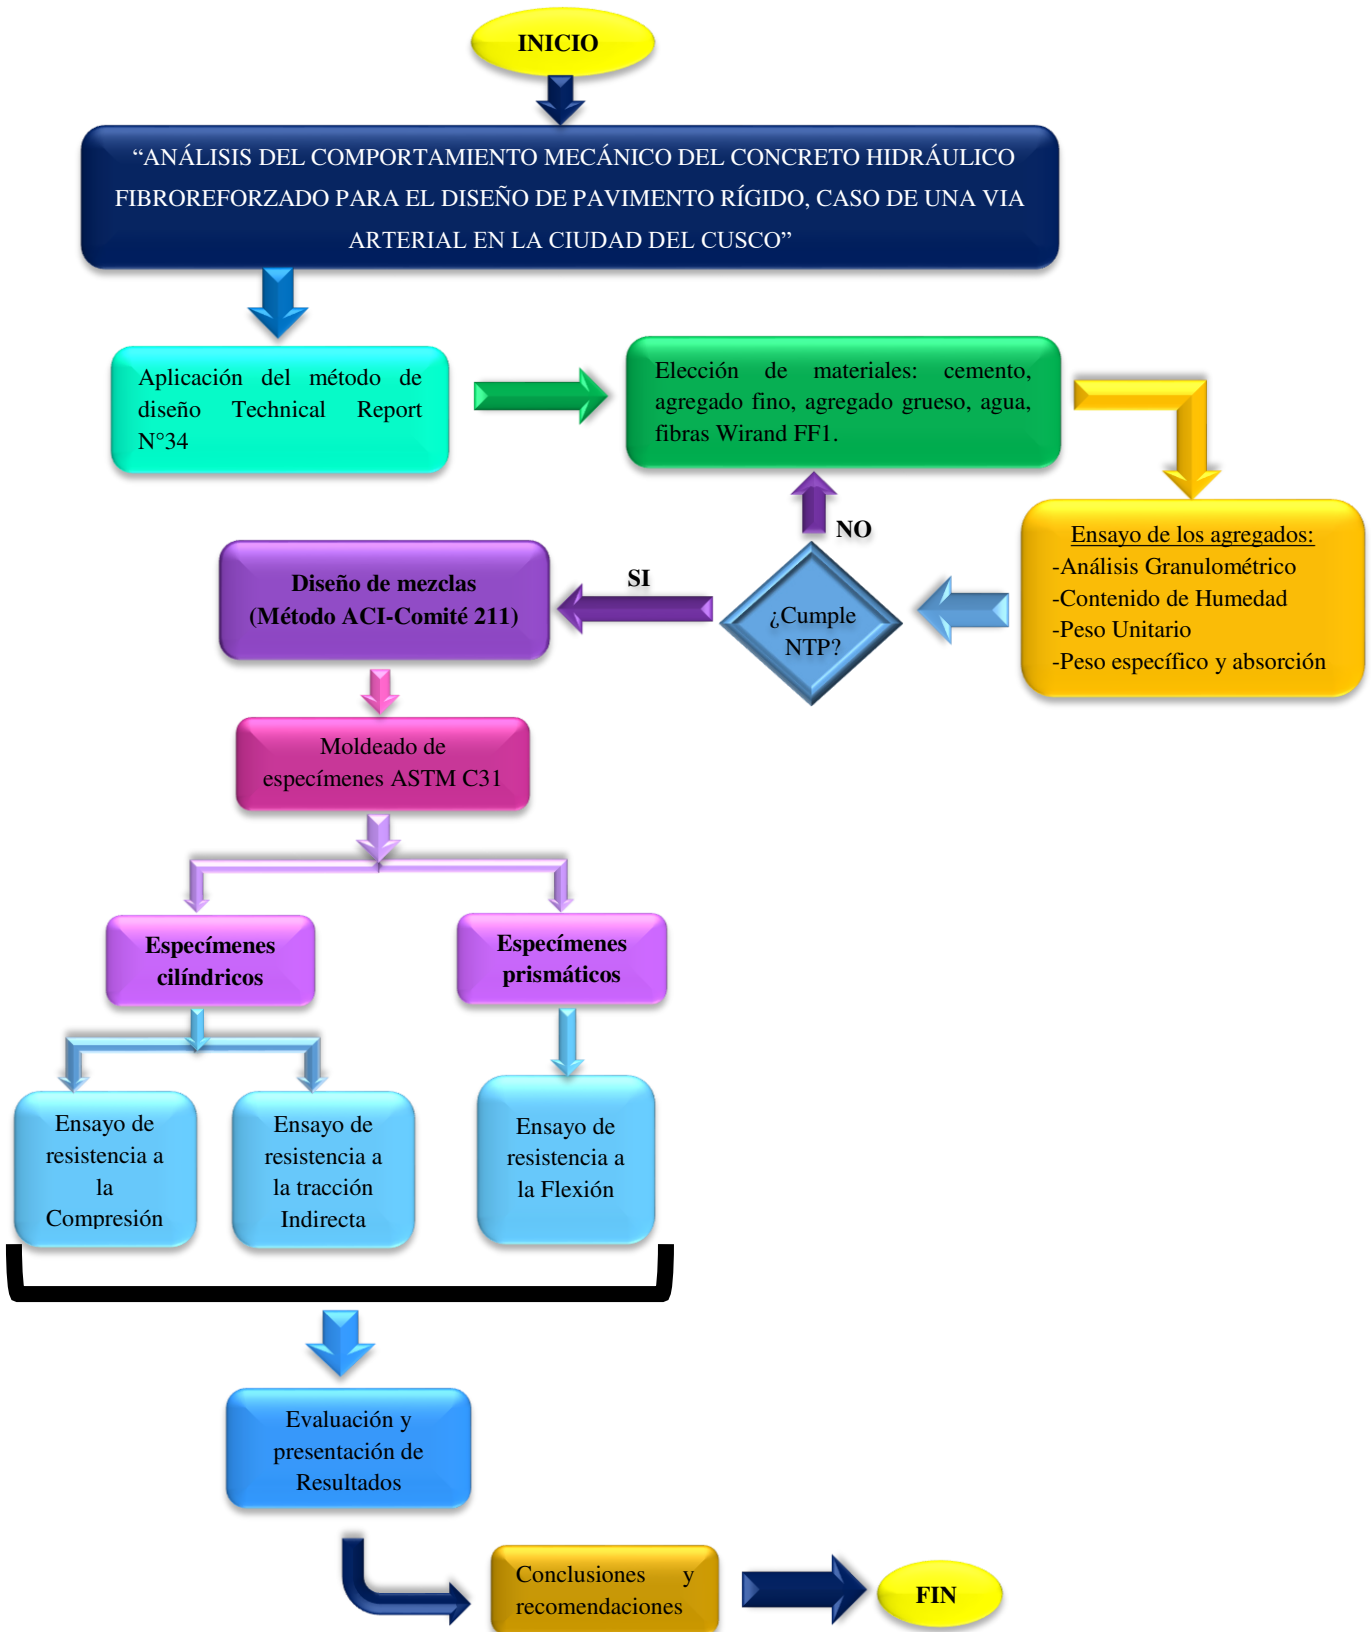 INICIO
“ANÁLISIS DEL COMPORTAMIENTO MECÁNICO DEL CONCRETO HIDRÁULICO
FIBROREFORZADO PARA EL DISEÑO DE PAVIMENTO RÍGIDO, CASO DE UNA VIA
ARTERIAL EN LA CIUDAD DEL CUSCO”
Aplicación del método de
diseño Technical Report
N°34
Elección de materiales: cemento,
agregado fino, agregado grueso, agua,
fibras Wirand FF1.
Ensayo de los agregados:
-Análisis Granulométrico
-Contenido de Humedad
-Peso Unitario
-Peso específico y absorción
¿Cumple
NTP?
NO
SI
Diseño de mezclas
(Método ACI-Comité 211)
Moldeado de
especímenes ASTM C31
Especímenes
cilíndricos
Especímenes
prismáticos
Ensayo de
resistencia a
la
Compresión
Ensayo de
resistencia a
la tracción
Indirecta
Ensayo de
resistencia a
la Flexión
Evaluación y
presentación de
Resultados
Conclusiones y
recomendaciones
FIN